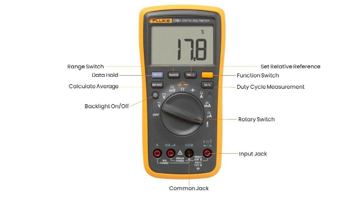 FLUKE
17.8
Range Switch
Set Relative Reference
Data Hold
Function Switch
Calculate Average
Duty Cycle Measurement
Backlight On/Off
OFF
Rotary Switch
Input Jack
Common Jack